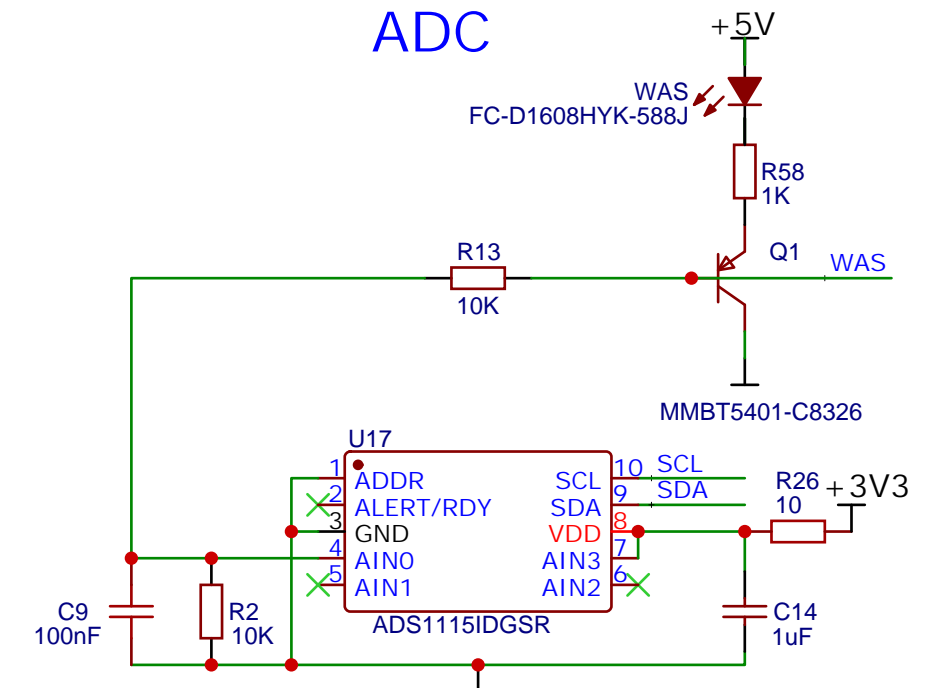 ADC
+5V
WAS
FC-D1608HYK-588J
R58
1K
R13
10K
Q1
WAS
MMBT5401-C8326
U17
1 ADDR
2 ALERT/RDY
3 GND
4 AIN0
5 AIN1
10 SCL
9 SDA
8 VDD
7 AIN3
6 AIN2
SCL
SDA
R26
10
+3V3
ADS1115IDGSR
C9
100nF
R2
10K
C14
1uF